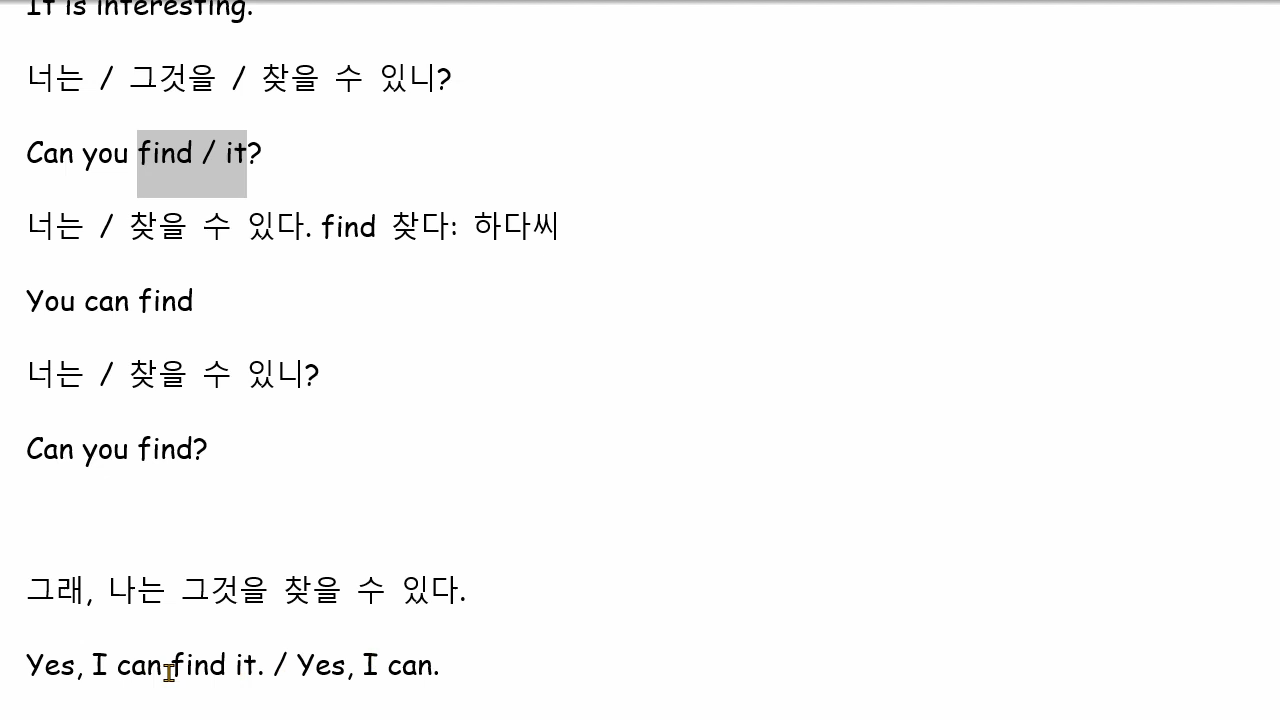 It is interesting.
너는 / 그것을 / 찾을 수 있니?
Can you find / it?
너는 / 찾을 수 있다. find 찾다: 하다씨
You can find
너는 / 찾을 수 있니?
Can you find?
그래, 나는 그것을 찾을 수 있다.
Yes, I can find it. / Yes, I can.